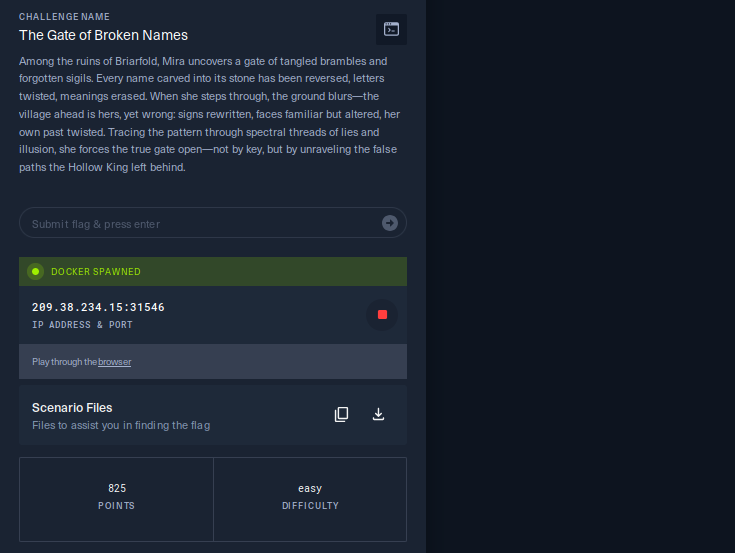 CHALLENGE NAME
The Gate of Broken Names
Among the ruins of Briarfold, Mira uncovers a gate of tangled brambles and
forgotten sigils. Every name carved into its stone has been reversed, letters
twisted, meanings erased. When she steps through, the ground blurs—the
village ahead is hers, yet wrong: signs rewritten, faces familiar but altered, her
own past twisted. Tracing the pattern through spectral threads of lies and
illusion, she forces the true gate open—not by key, but by unraveling the false
paths the Hollow King left behind.
Submit flag & press enter
DOCKER SPAWNED
209.38.234.15:31546
IP ADDRESS & PORT
Play through the browser
Scenario Files
Files to assist you in finding the flag
825
POINTS
easy
DIFFICULTY